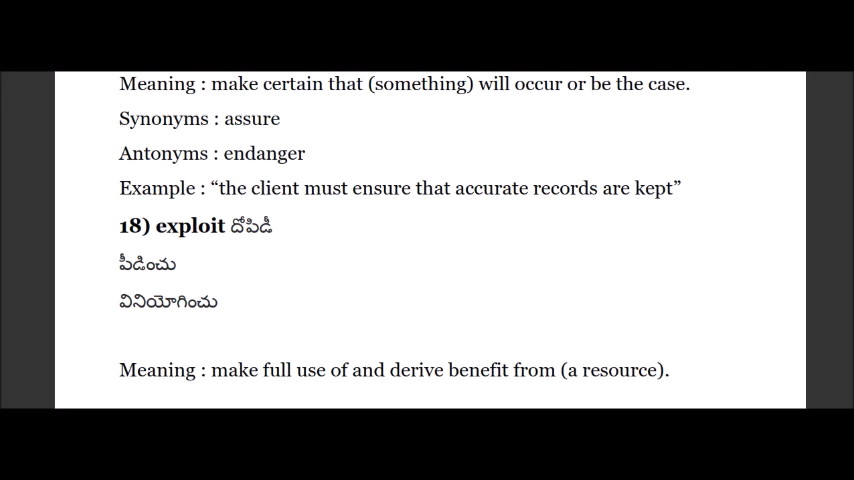 Meaning : make certain that (something) will occur or be the case.
Synonyms : assure
Antonyms : endanger
Example : “the client must ensure that accurate records are kept”
18) exploit దోపిడీ
పీడించు
వినియోగించు
Meaning : make full use of and derive benefit from (a resource).